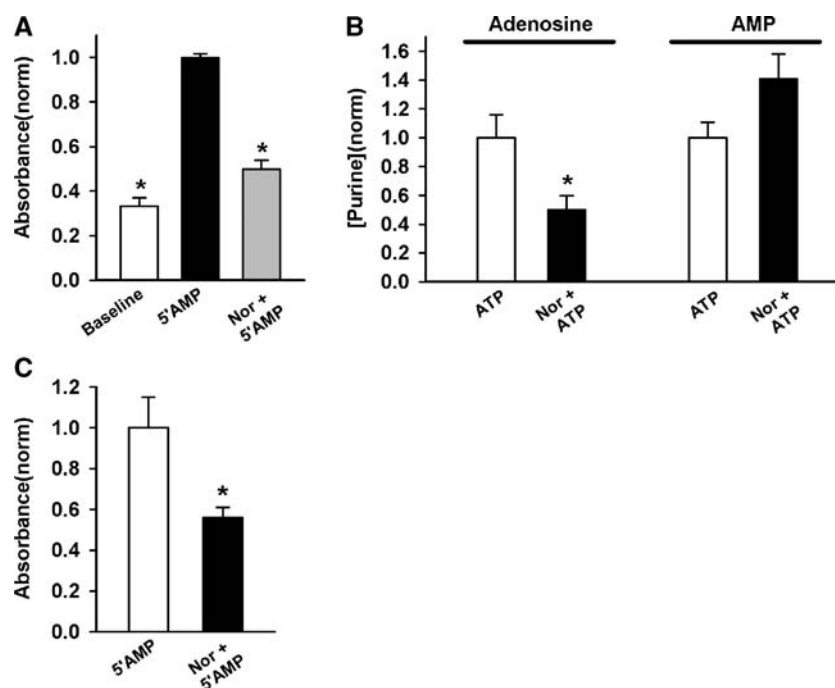 A
Absorbance(norm)
1.0
0.8
0.6
0.4
0.2
0.0
*
*
Baseline
5'AMP
Nor +
5'AMP
B
Adenosine
AMP
[Purine](norm)
1.6
1.4
1.2
1.0
0.8
0.6
0.4
0.2
0.0
*
ATP
Nor +
ATP
ATP
Nor +
ATP
C
Absorbance(norm)
1.2
1.0
0.8
0.6
0.4
0.2
0.0
*
5'AMP
Nor +
5'AMP